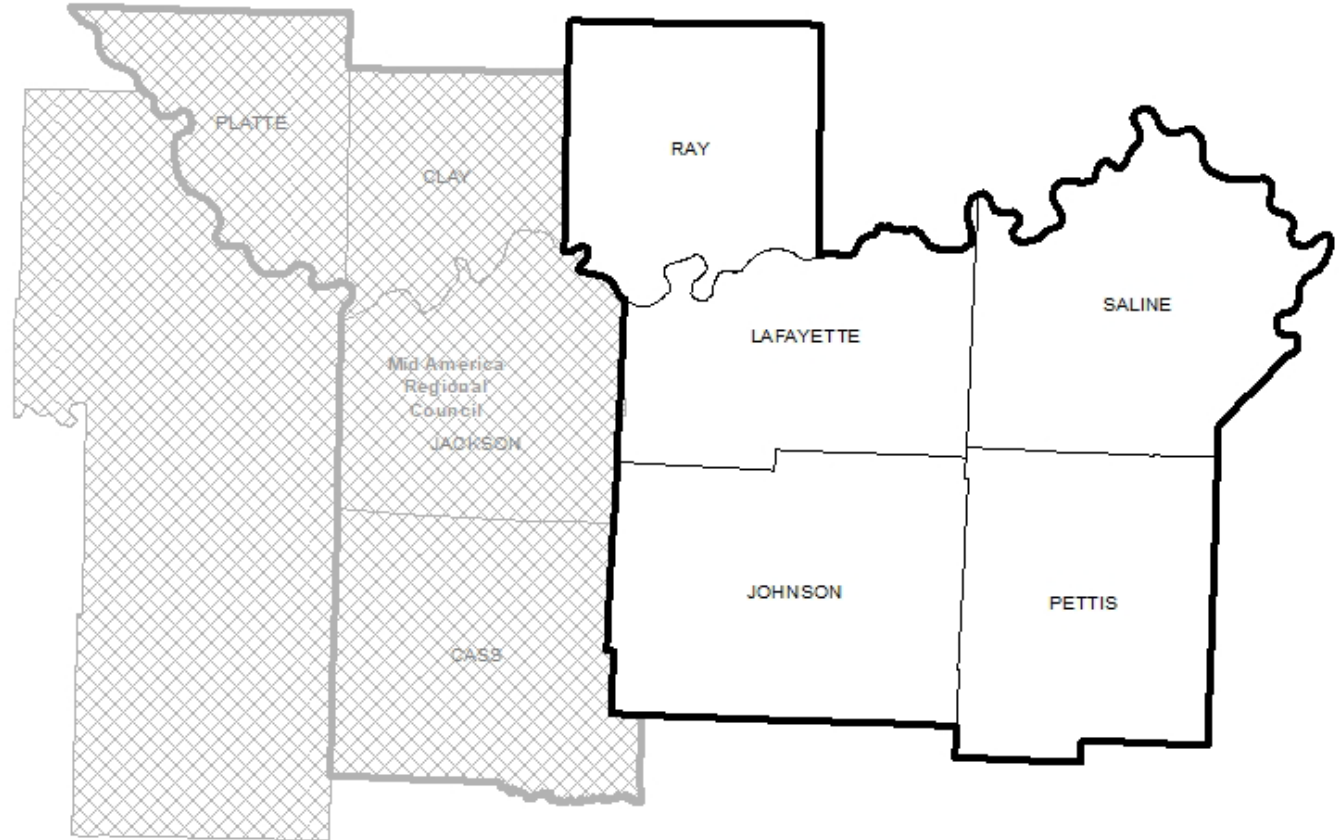 PLATTE
CLAY
RAY
SALINE
LAFAYETTE
Mid America
Regional
Council
JACKSON
JOHNSON
PETTIS
CASS